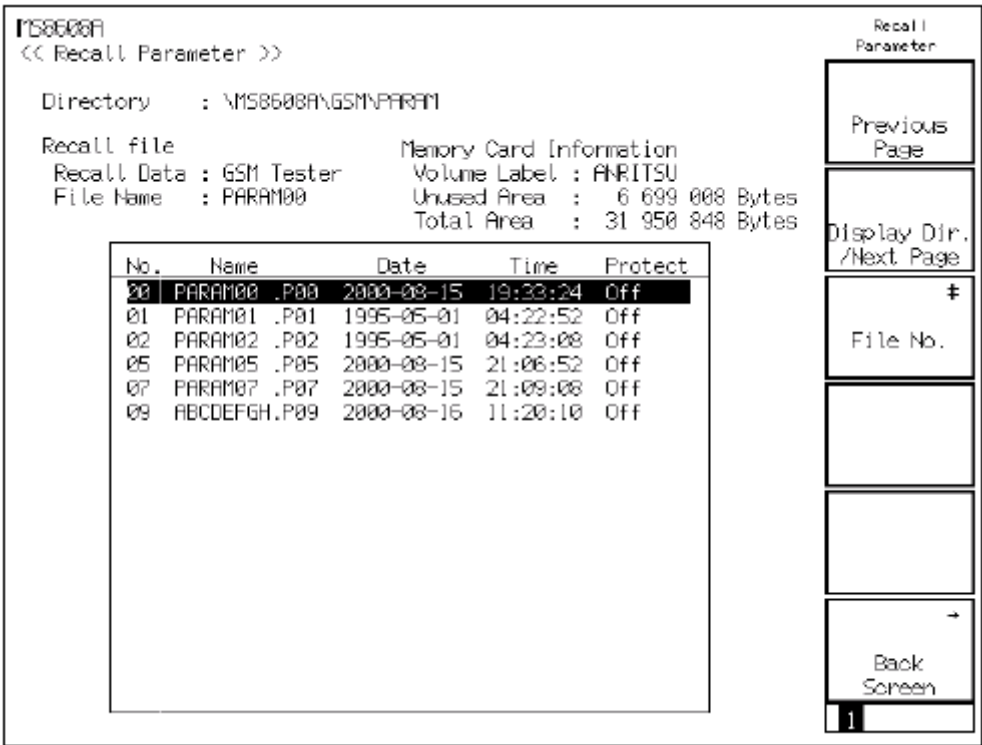 MS8608A
<< Recall Parameter >>
Directory : \MS8608A\GSM\PARAM
Recall file
Recall Data : GSM Tester
File Name : PARAM00
Memory Card Information
Volume Label : ANRITSU
Unused Area : 6 699 008 Bytes
Total Area : 31 950 848 Bytes
No. Name Date Time Protect
00 PARAM00 .P00 2000-08-15 19:33:24 Off
01 PARAM01 .P01 1995-05-01 04:22:52 Off
02 PARAM02 .P02 1995-05-01 04:23:08 Off
05 PARAM05 .P05 2000-08-15 21:06:52 Off
07 PARAM07 .P07 2000-08-15 21:09:08 Off
09 ABCDEFGH.P09 2000-08-16 11:20:10 Off
Recall
Parameter
Previous
Page
Display Dir.
/Next Page
‡
File No.
→
Back
Screen
1